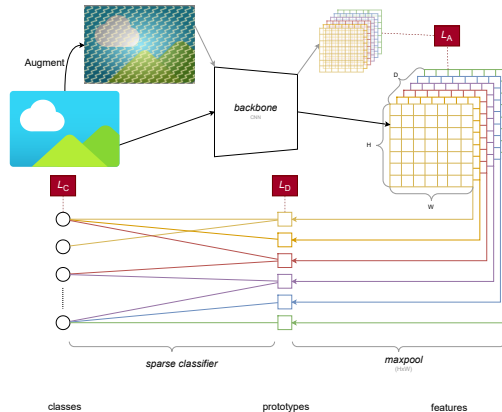 Augment
backbone
CNN
L_A
D
H
W
L_C
L_D
sparse classifier
maxpool
(HxW)
classes
prototypes
features